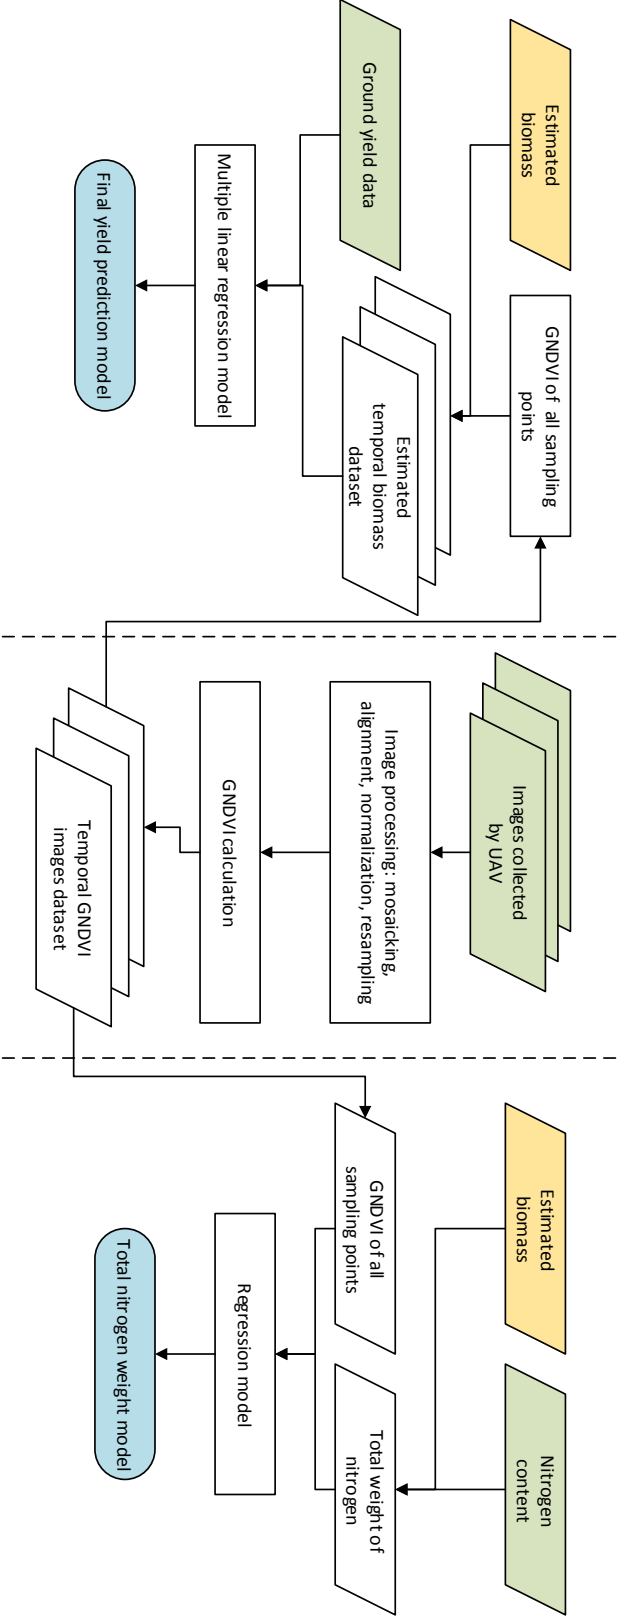 Estimated
biomass
GNDVI of all sampling
points
Ground yield data
Estimated
temporal biomass
dataset
Multiple linear regression model
Final yield prediction model
Images collected
by UAV
Image processing: mosaicking,
alignment, normalization, resampling
GNDVI calculation
Temporal GNDVI
images dataset
Estimated
biomass
Nitrogen
content
GNDVI of all
sampling points
Total weight of
nitrogen
Regression model
Total nitrogen weight model